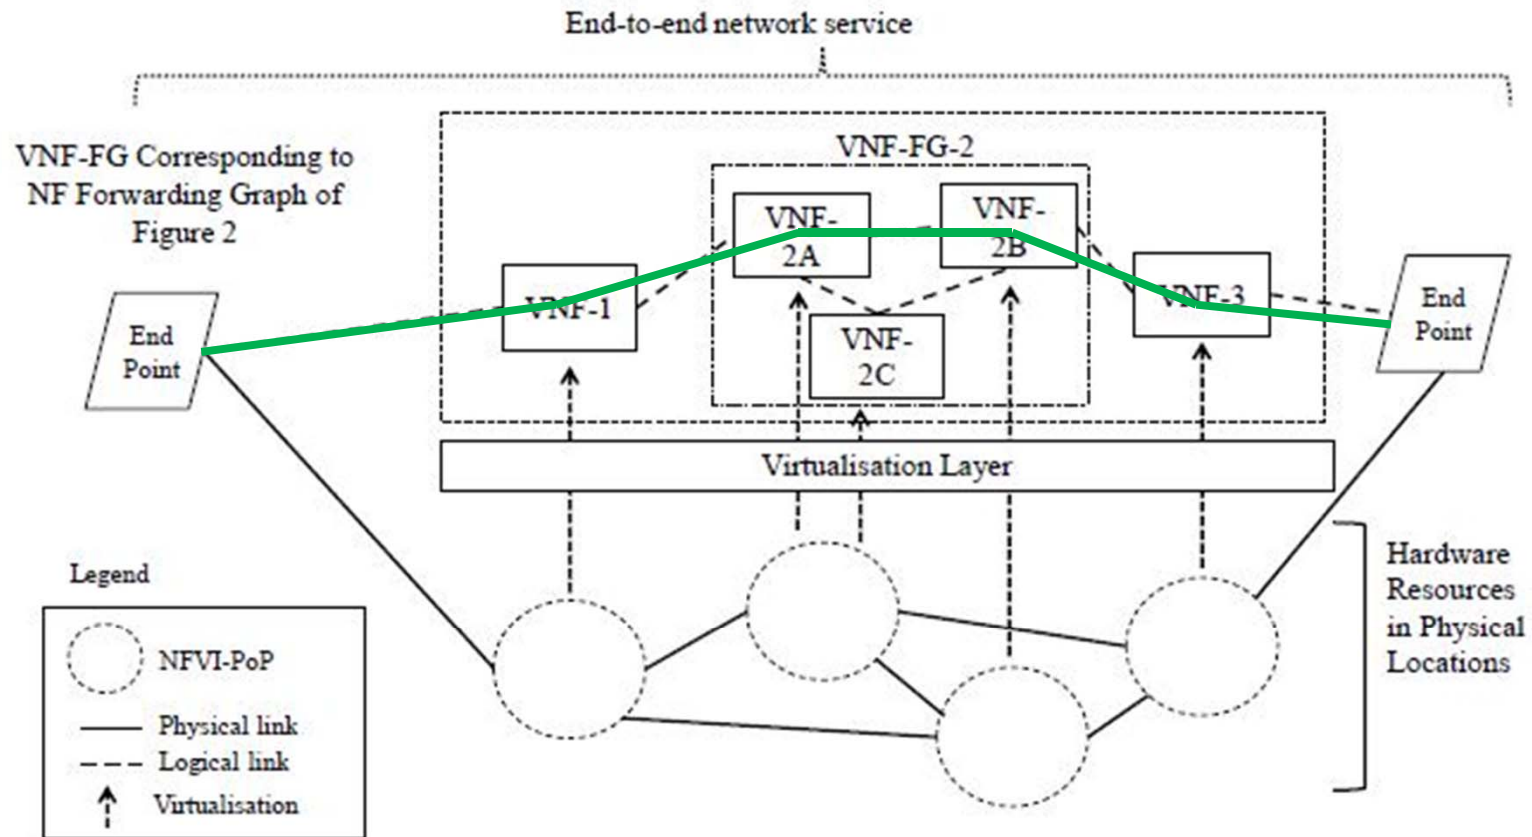 End-to-end network service
VNF-FG Corresponding to
NF Forwarding Graph of
Figure 2
VNF-FG-2
VNF-
2A
VNF-
2B
VNF-1
VNF-
2C
VNF-3
End
Point
End
Point
Virtualisation Layer
Hardware
Resources
in Physical
Locations
Legend
NFVI-PoP
Physical link
Logical link
Virtualisation